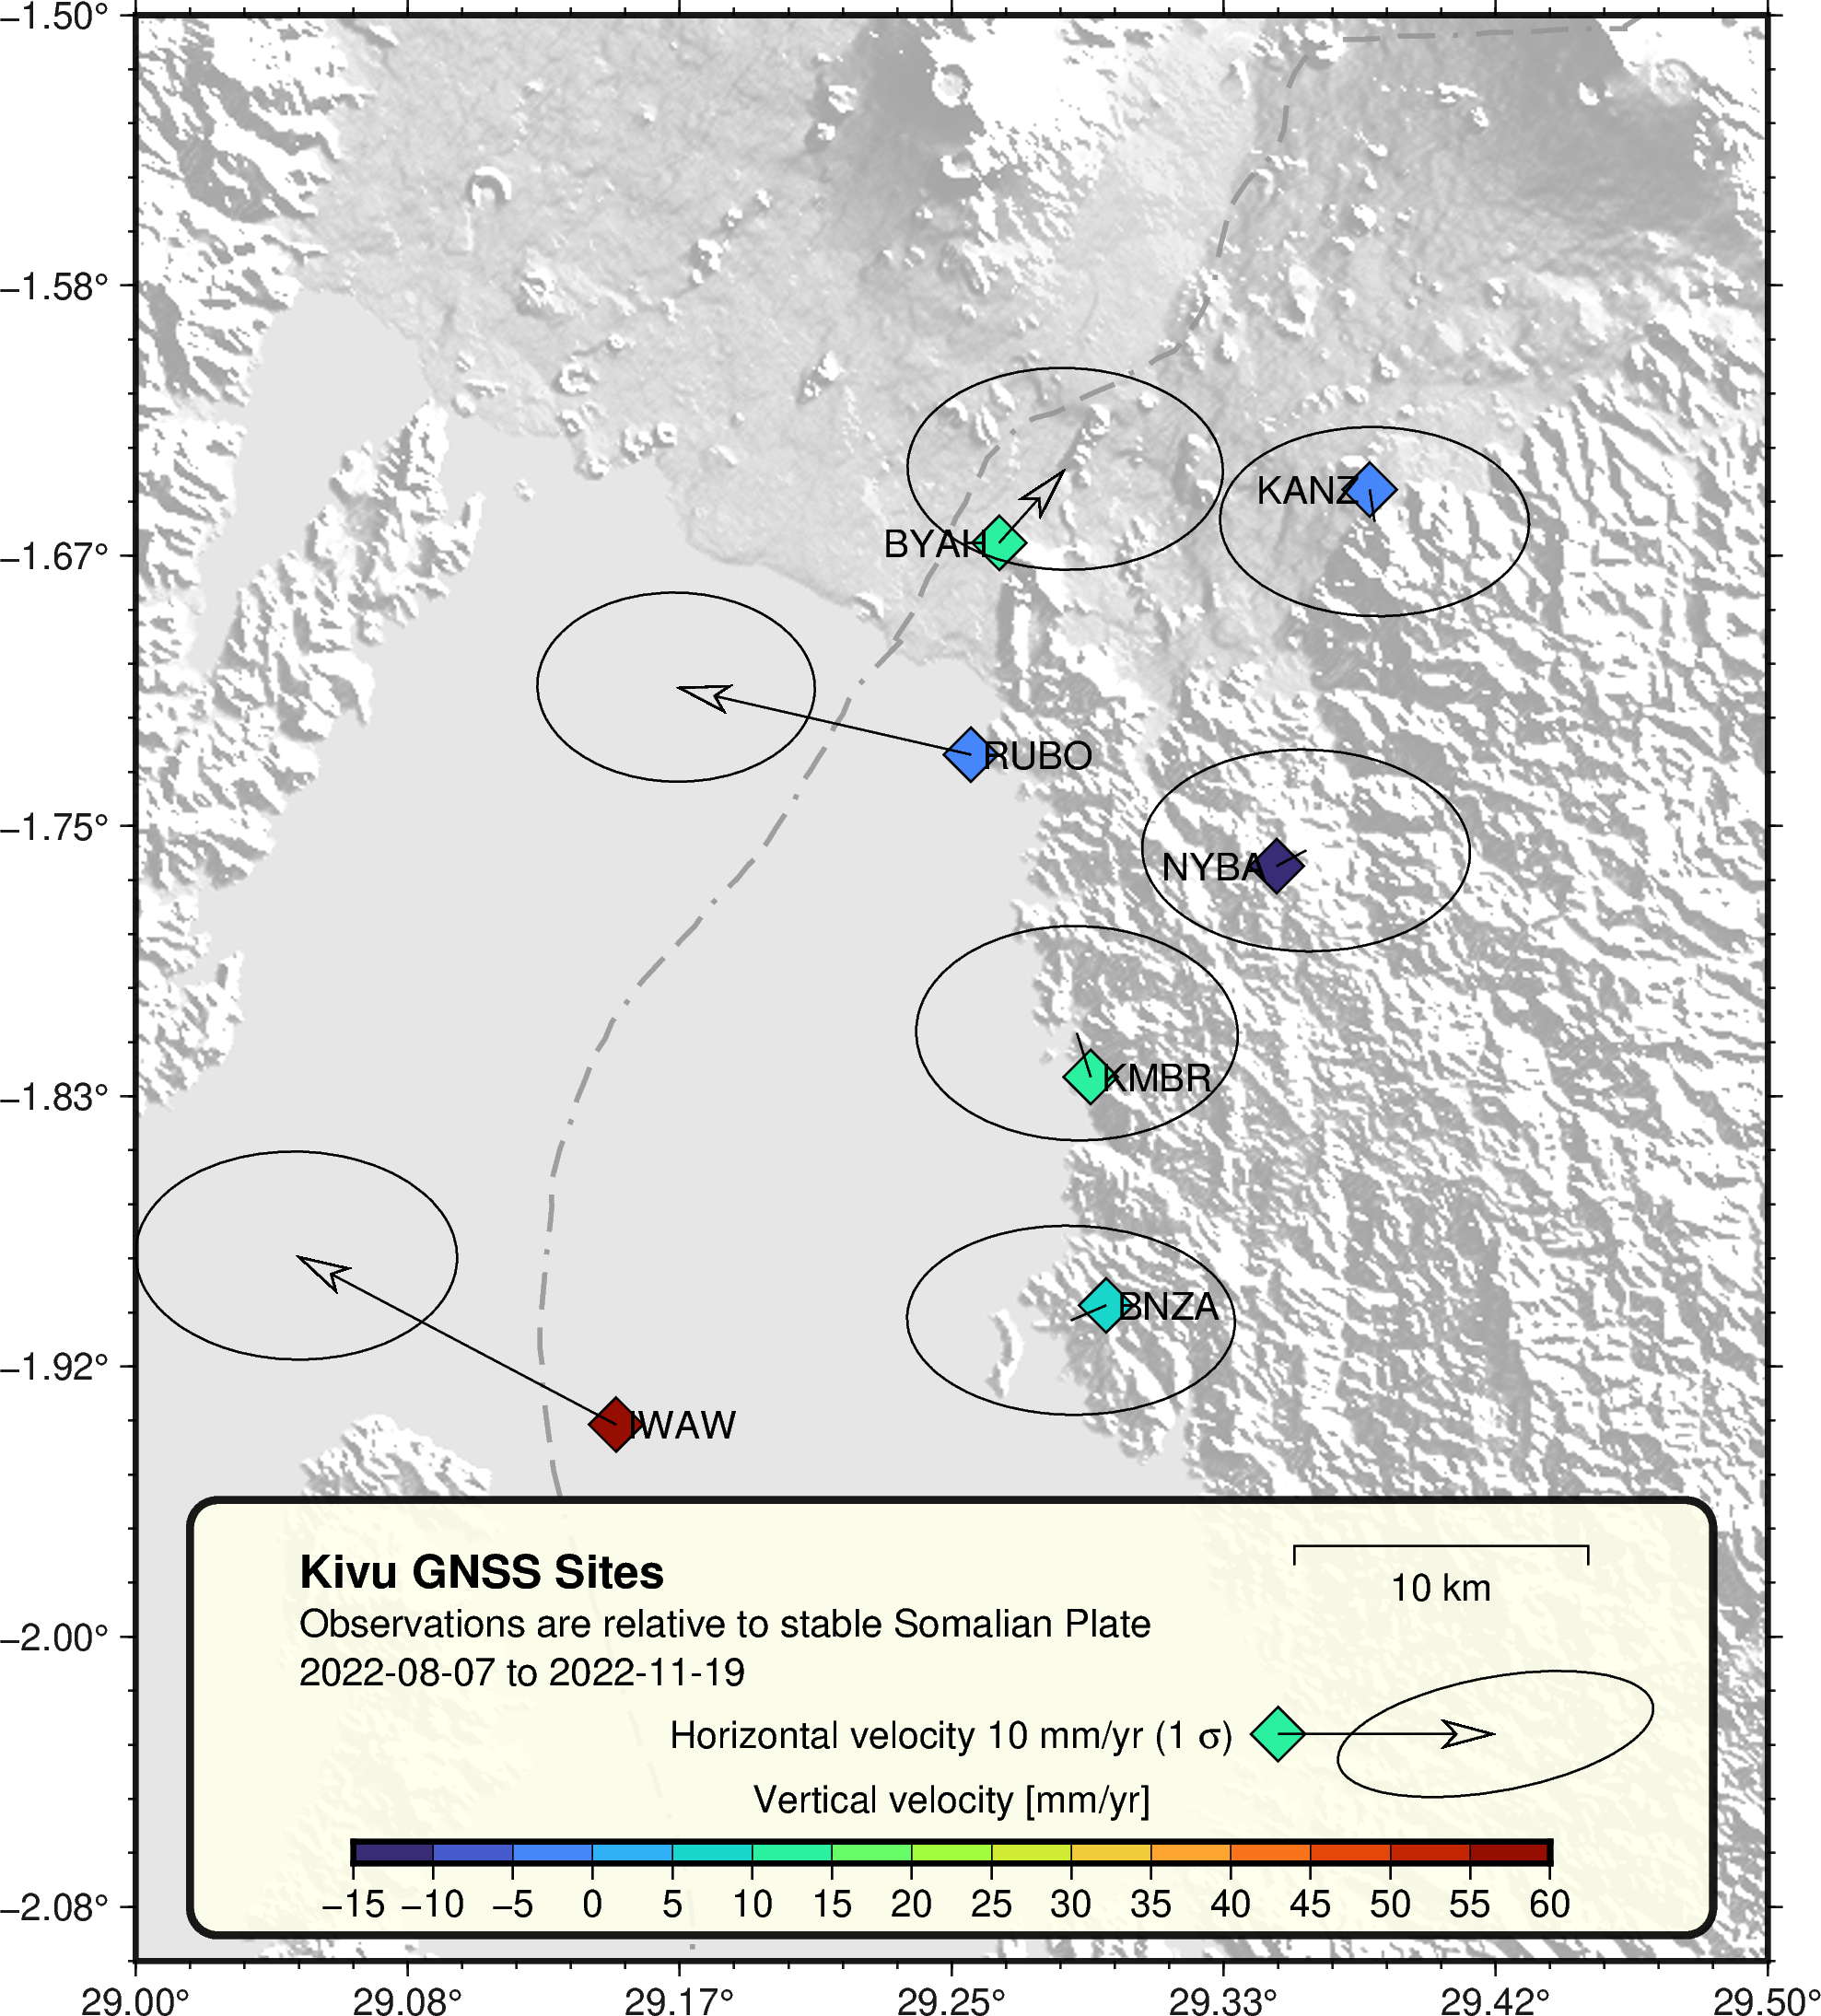 −1.50°
−1.58°
−1.67°
−1.75°
−1.83°
−1.92°
−2.00°
−2.08°
KANZ
BYAH
RUBO
NYBA
KMBR
BNZA
IWAW
Kivu GNSS Sites
10 km
Observations are relative to stable Somalian Plate
2022-08-07 to 2022-11-19
Horizontal velocity 10 mm/yr (1 σ)
Vertical velocity [mm/yr]
−15 −10 −5 0 5 10 15 20 25 30 35 40 45 50 55 60
29.00° 29.08° 29.17° 29.25° 29.33° 29.42° 29.50°